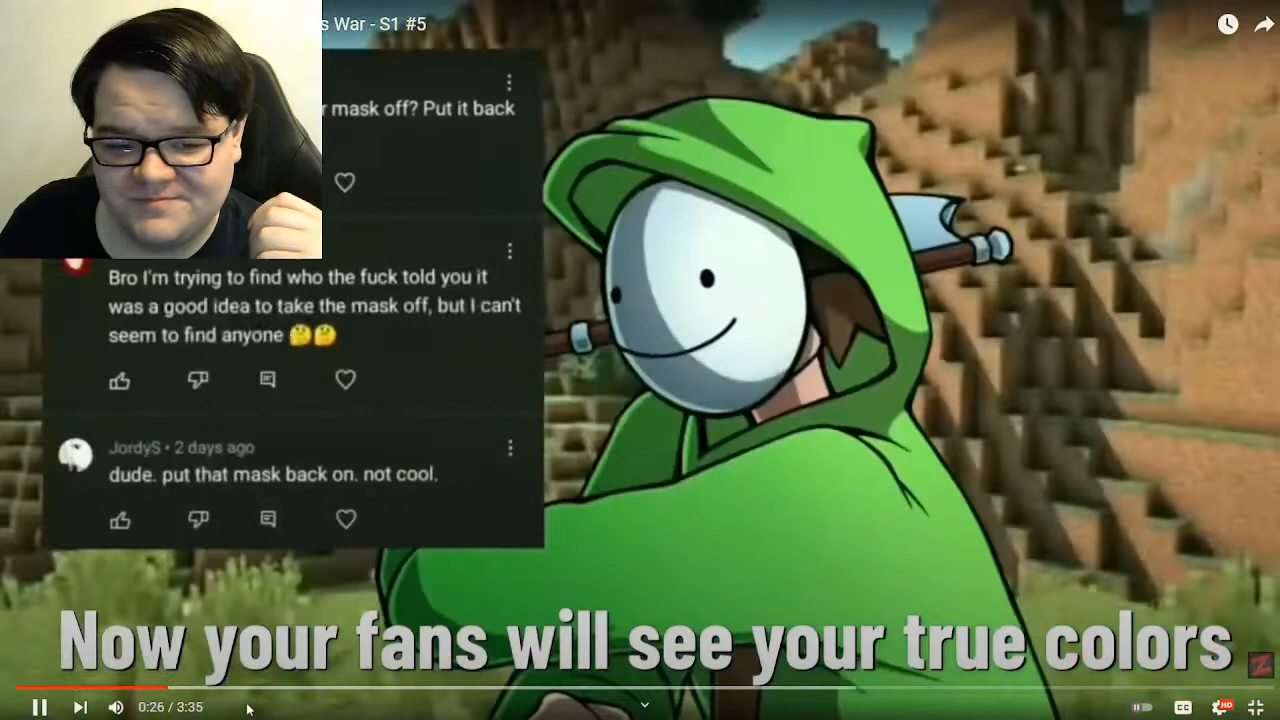 s War - S1 #5
r mask off? Put it back
Bro I'm trying to find who the fuck told you it
was a good idea to take the mask off, but I can't
seem to find anyone 🤔🤔
JordyS • 2 days ago
dude. put that mask back on. not cool.
Now your fans will see your true colors
0:26 / 3:35
CC
HD